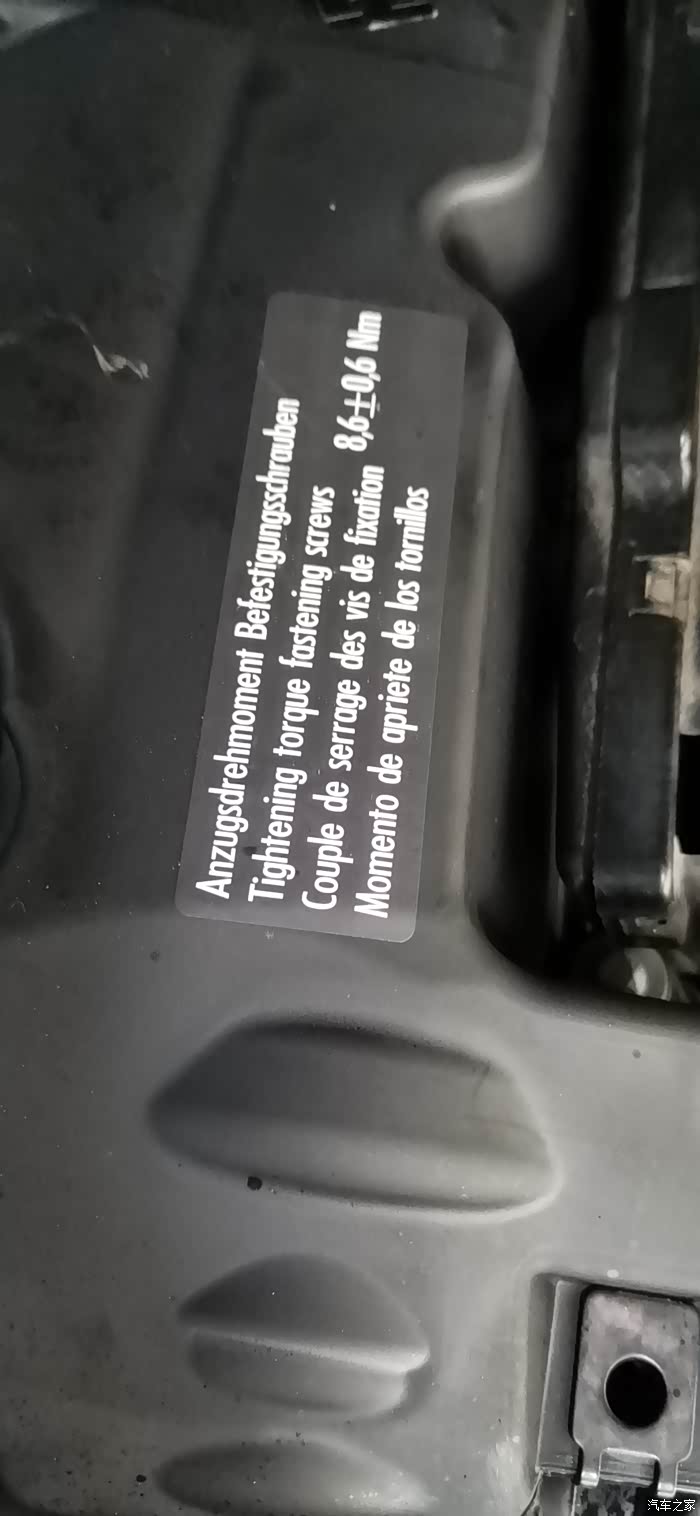 Anzugsdrehmoment Befestigungsschrauben
Tightening torque fastening screws
Couple de serrage des vis de fixation 8,6±0,6 Nm
Momento de apriete de los tornillos
汽车之家